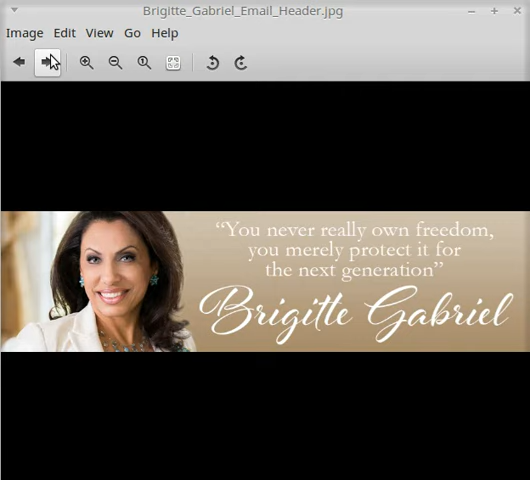 Brigitte_Gabriel_Email_Header.jpg
Image Edit View Go Help
1
“You never really own freedom,
you merely protect it for
the next generation”
Brigitte Gabriel